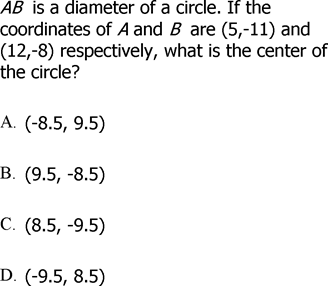 AB is a diameter of a circle. If the
coordinates of A and B are (5,-11) and
(12,-8) respectively, what is the center of
the circle?
A. (-8.5, 9.5)
B. (9.5, -8.5)
C. (8.5, -9.5)
D. (-9.5, 8.5)